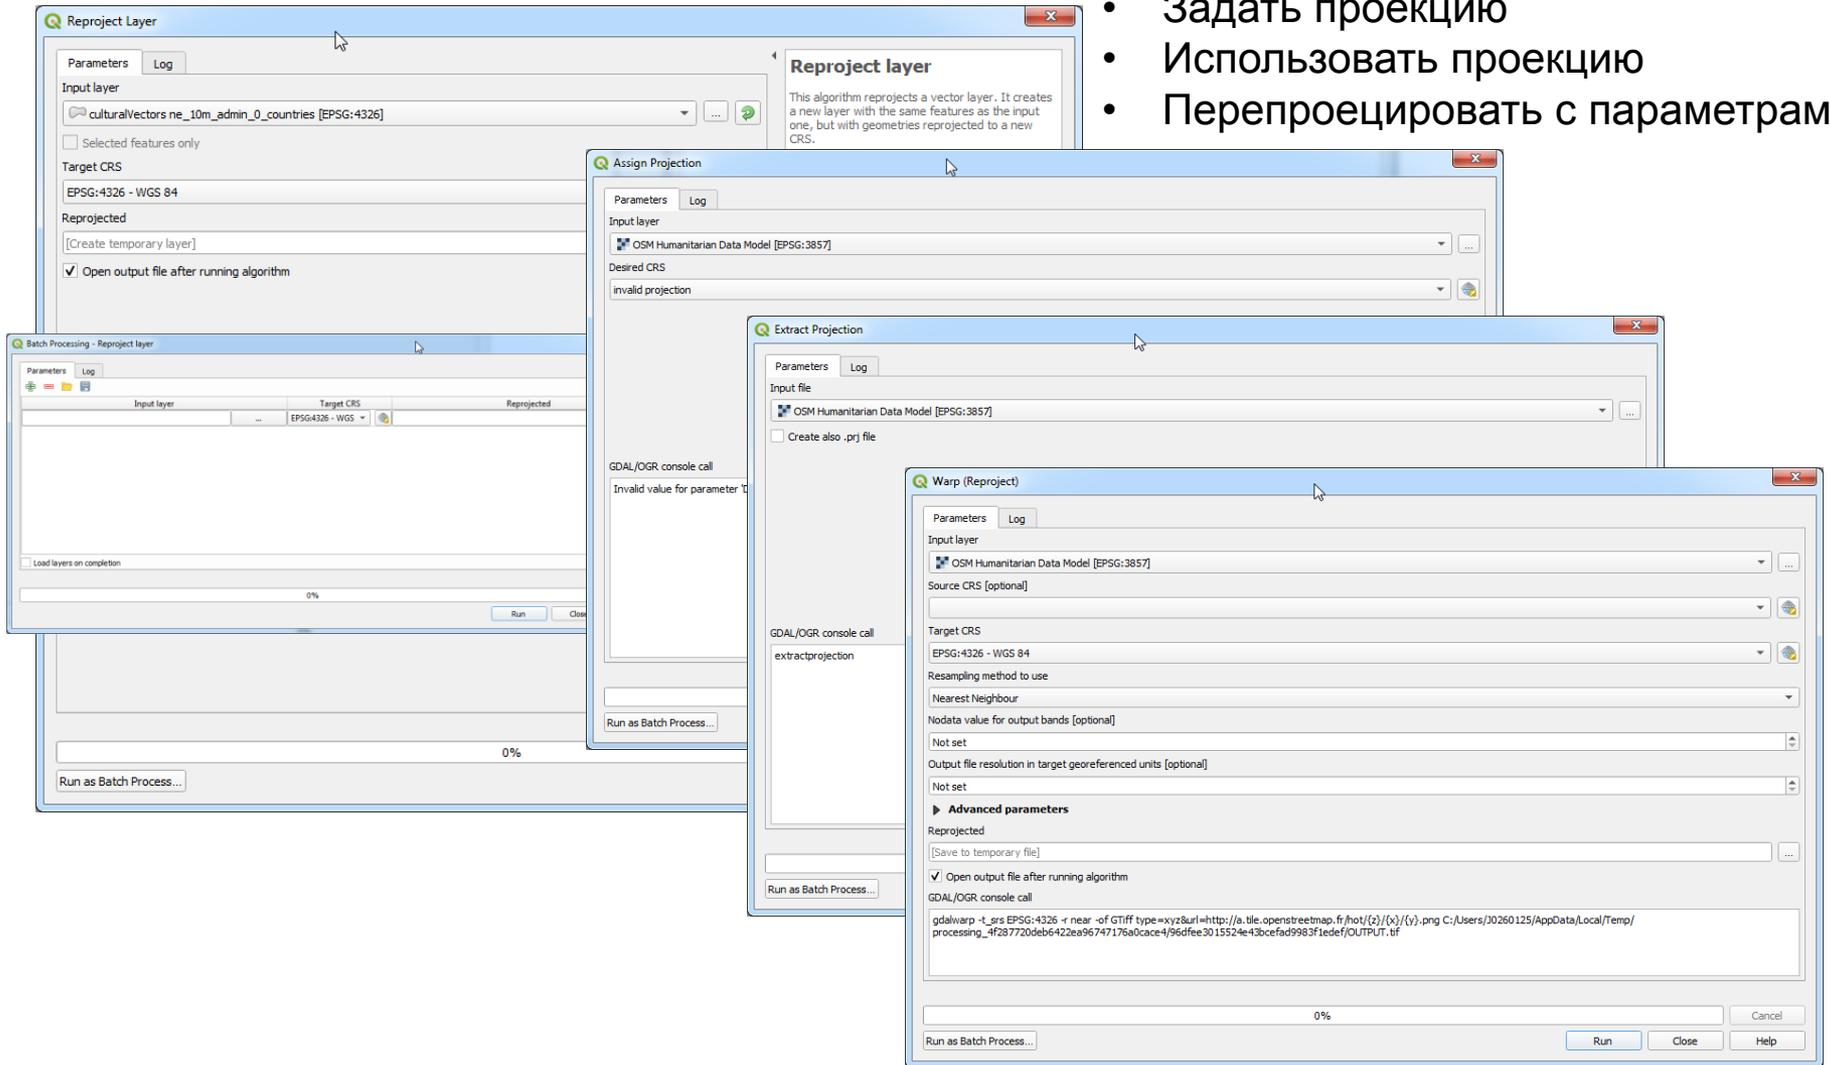 Задать проекцию
Использовать проекцию
Перепроецировать с параметрам
Reproject Layer
Parameters
Log
Input layer
culturalVectors ne_10m_admin_0_countries [EPSG:4326]
...
Selected features only
Target CRS
EPSG:4326 - WGS 84
Reprojected
[Create temporary layer]
Open output file after running algorithm
0%
Run as Batch Process...
Reproject layer
This algorithm reprojects a vector layer. It creates
a new layer with the same features as the input
one, but with geometries reprojected to a new
CRS.
Batch Processing - Reproject layer
Parameters
Log
Input layer
Target CRS
Reprojected
...
EPSG:4326 - WGS
Load layers on completion
0%
Run
Close
Assign Projection
Parameters
Log
Input layer
OSM Humanitarian Data Model [EPSG:3857]
...
Desired CRS
invalid projection
GDAL/OGR console call
Invalid value for parameter 'D
Run as Batch Process...
Extract Projection
Parameters
Log
Input file
OSM Humanitarian Data Model [EPSG:3857]
...
Create also .prj file
GDAL/OGR console call
extractprojection
Run as Batch Process...
Warp (Reproject)
Parameters
Log
Input layer
OSM Humanitarian Data Model [EPSG:3857]
...
Source CRS [optional]
Target CRS
EPSG:4326 - WGS 84
Resampling method to use
Nearest Neighbour
Nodata value for output bands [optional]
Not set
Output file resolution in target georeferenced units [optional]
Not set
Advanced parameters
Reprojected
[Save to temporary file]
...
Open output file after running algorithm
GDAL/OGR console call
gdalwarp -t_srs EPSG:4326 -r near -of GTiff type=xyz&url=http://a.tile.openstreetmap.fr/hot/{z}/{x}/{y}.png C:/Users/J0260125/AppData/Local/Temp/
processing_4f287720deb6422ea96747176a0cace4/96dfee3015524e43bcefad9983f1edef/OUTPUT.tif
0%
Cancel
Run as Batch Process...
Run
Close
Help